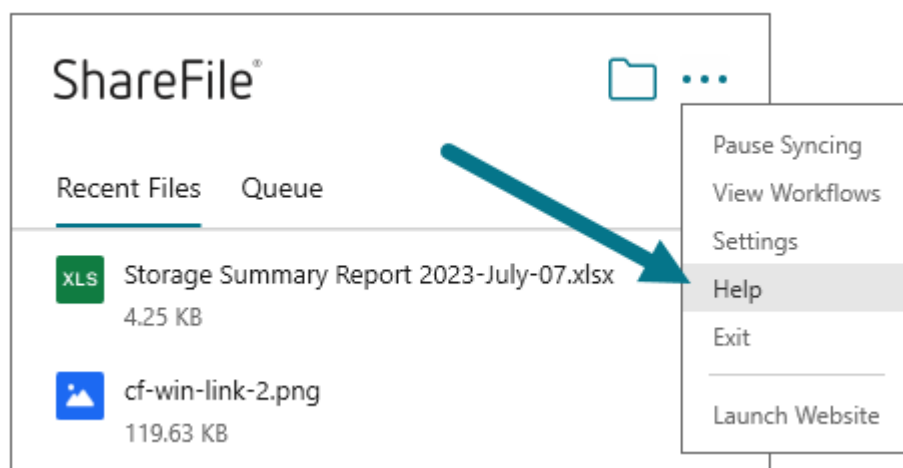 ShareFile®
Recent Files
Queue
XLS
Storage Summary Report 2023-July-07.xlsx
4.25 KB
cf-win-link-2.png
119.63 KB
Pause Syncing
View Workflows
Settings
Help
Exit
Launch Website